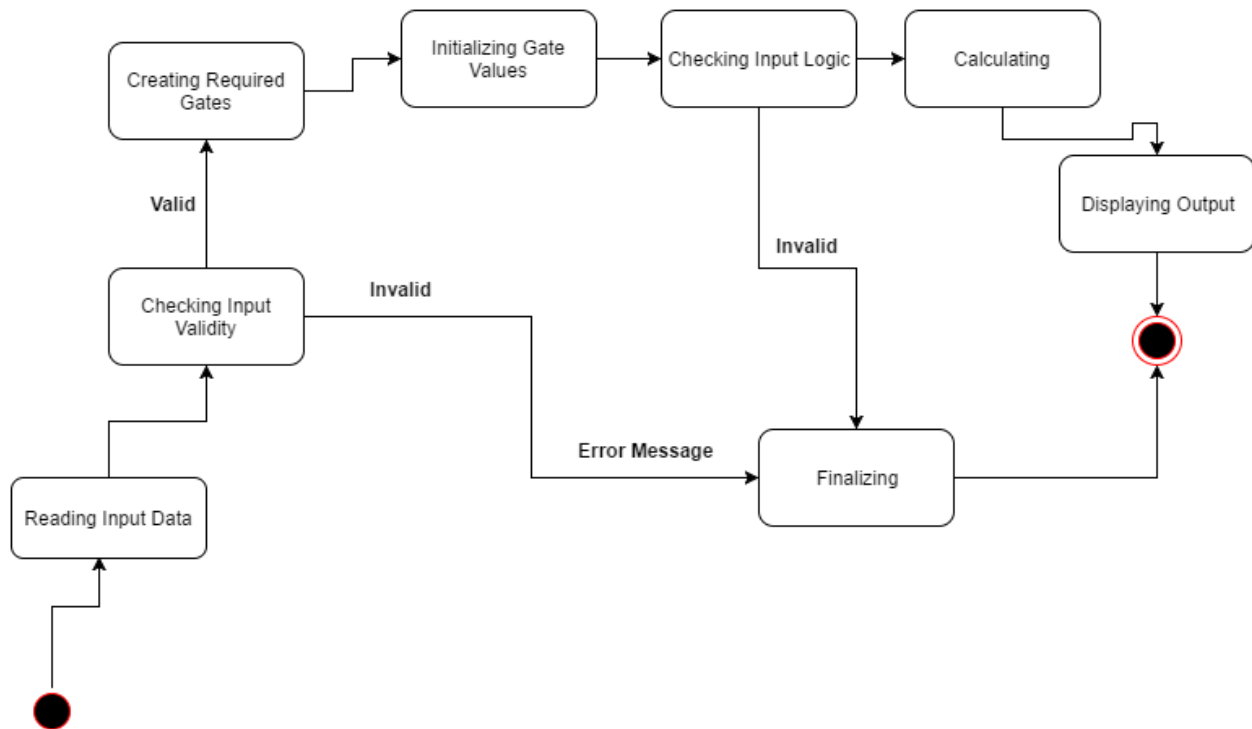 Initializing Gate
Values
Checking Input Logic
Calculating
Creating Required
Gates
Valid
Displaying Output
Invalid
Checking Input
Validity
Invalid
Error Message
Finalizing
Reading Input Data